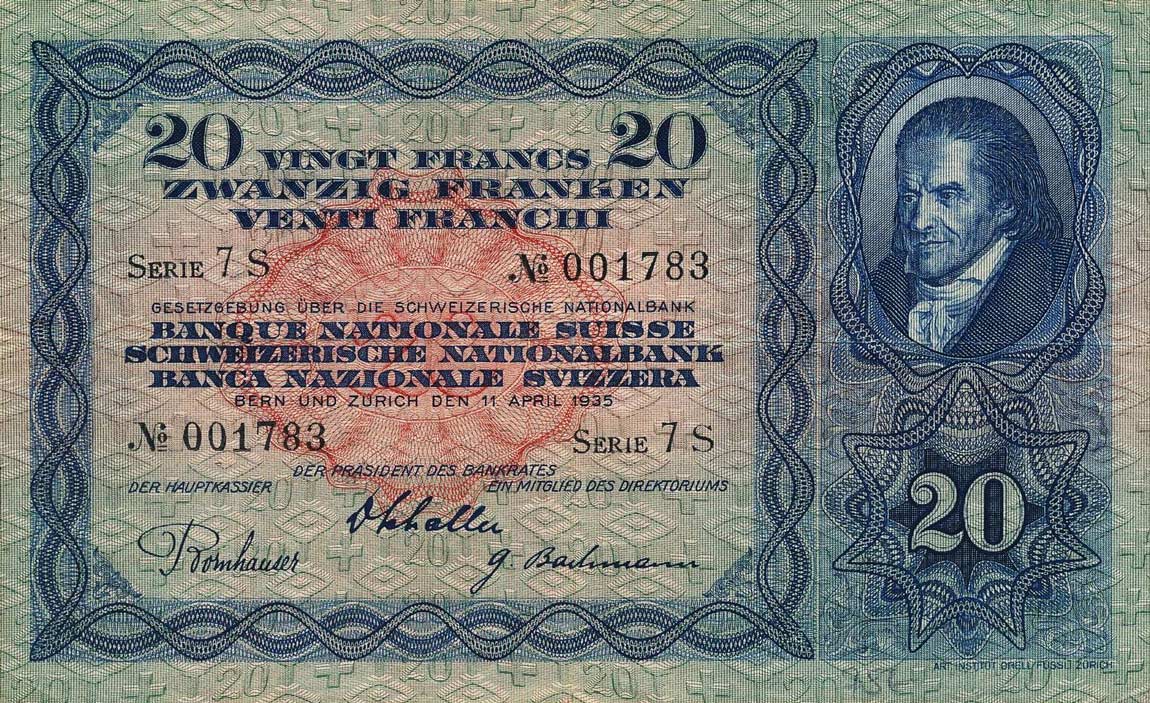 20 VINGT FRANCS 20
ZWANZIG FRANKEN
VENTI FRANCHI
SERIE 7 S № 001783
GESETZGEBUNG ÜBER DIE SCHWEIZERISCHE NATIONALBANK
BANQUE NATIONALE SUISSE
SCHWEIZERISCHE NATIONALBANK
BANCA NAZIONALE SVIZZERA
BERN UND ZÜRICH DEN 11 APRIL 1935
№ 001783 SERIE 7 S
DER PRÄSIDENT DES BANKRATES
DER HAUPTKASSIER EIN MITGLIED DES DIREKTORIUMS
Schaller
Bornhauser G. Bachmann
20
ART. INSTITUT ORELL FÜSSLI ZÜRICH